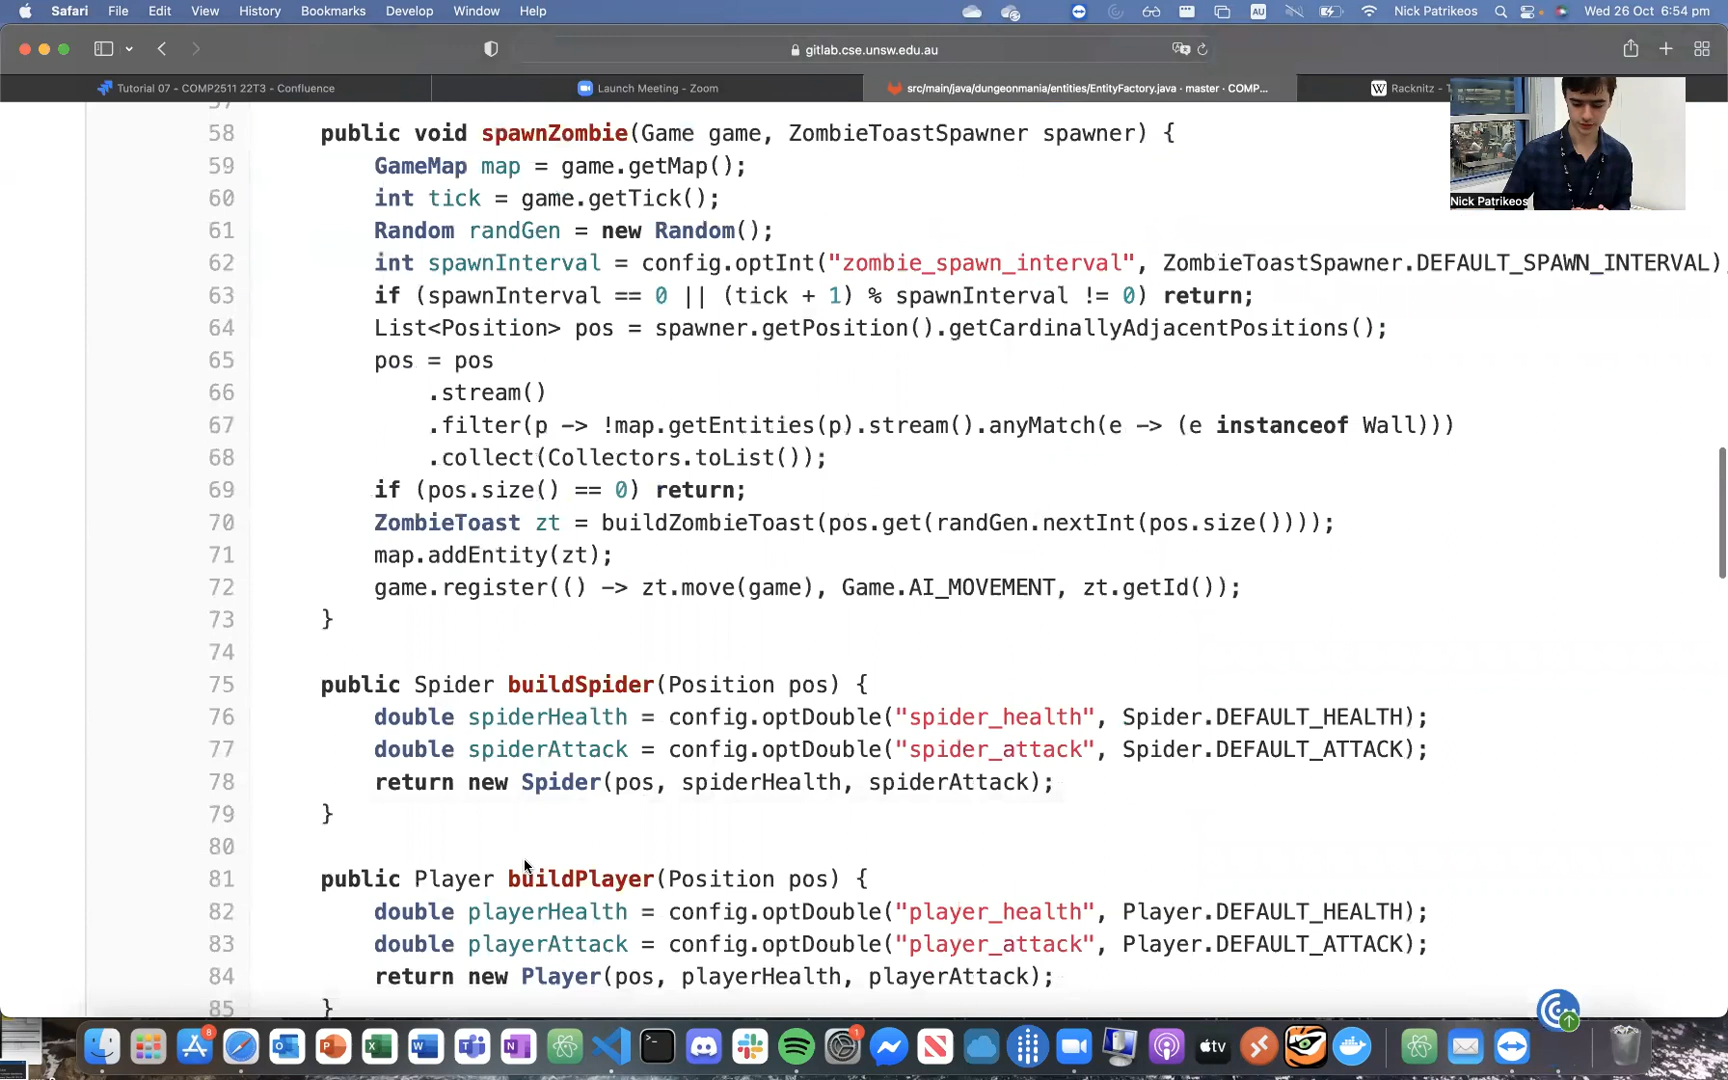 Safari File Edit View History Bookmarks Develop Window Help AU Nick Patrikeos Wed 26 Oct 6:54 pm
gitlab.cse.unsw.edu.au
Tutorial 07 - COMP2511 22T3 - Confluence
Launch Meeting - Zoom
src/main/java/dungeonmania/entities/EntityFactory.java · master · COMP...
W Racknitz - T
Nick Patrikeos
57
58 public void spawnZombie(Game game, ZombieToastSpawner spawner) {
59 GameMap map = game.getMap();
60 int tick = game.getTick();
61 Random randGen = new Random();
62 int spawnInterval = config.optInt("zombie_spawn_interval", ZombieToastSpawner.DEFAULT_SPAWN_INTERVAL)
63 if (spawnInterval == 0 || (tick + 1) % spawnInterval != 0) return;
64 List<Position> pos = spawner.getPosition().getCardinallyAdjacentPositions();
65 pos = pos
66 .stream()
67 .filter(p -> !map.getEntities(p).stream().anyMatch(e -> (e instanceof Wall)))
68 .collect(Collectors.toList());
69 if (pos.size() == 0) return;
70 ZombieToast zt = buildZombieToast(pos.get(randGen.nextInt(pos.size())));
71 map.addEntity(zt);
72 game.register(() -> zt.move(game), Game.AI_MOVEMENT, zt.getId());
73 }
74
75 public Spider buildSpider(Position pos) {
76 double spiderHealth = config.optDouble("spider_health", Spider.DEFAULT_HEALTH);
77 double spiderAttack = config.optDouble("spider_attack", Spider.DEFAULT_ATTACK);
78 return new Spider(pos, spiderHealth, spiderAttack);
79 }
80
81 public Player buildPlayer(Position pos) {
82 double playerHealth = config.optDouble("player_health", Player.DEFAULT_HEALTH);
83 double playerAttack = config.optDouble("player_attack", Player.DEFAULT_ATTACK);
84 return new Player(pos, playerHealth, playerAttack);
85 }
8
1
tv